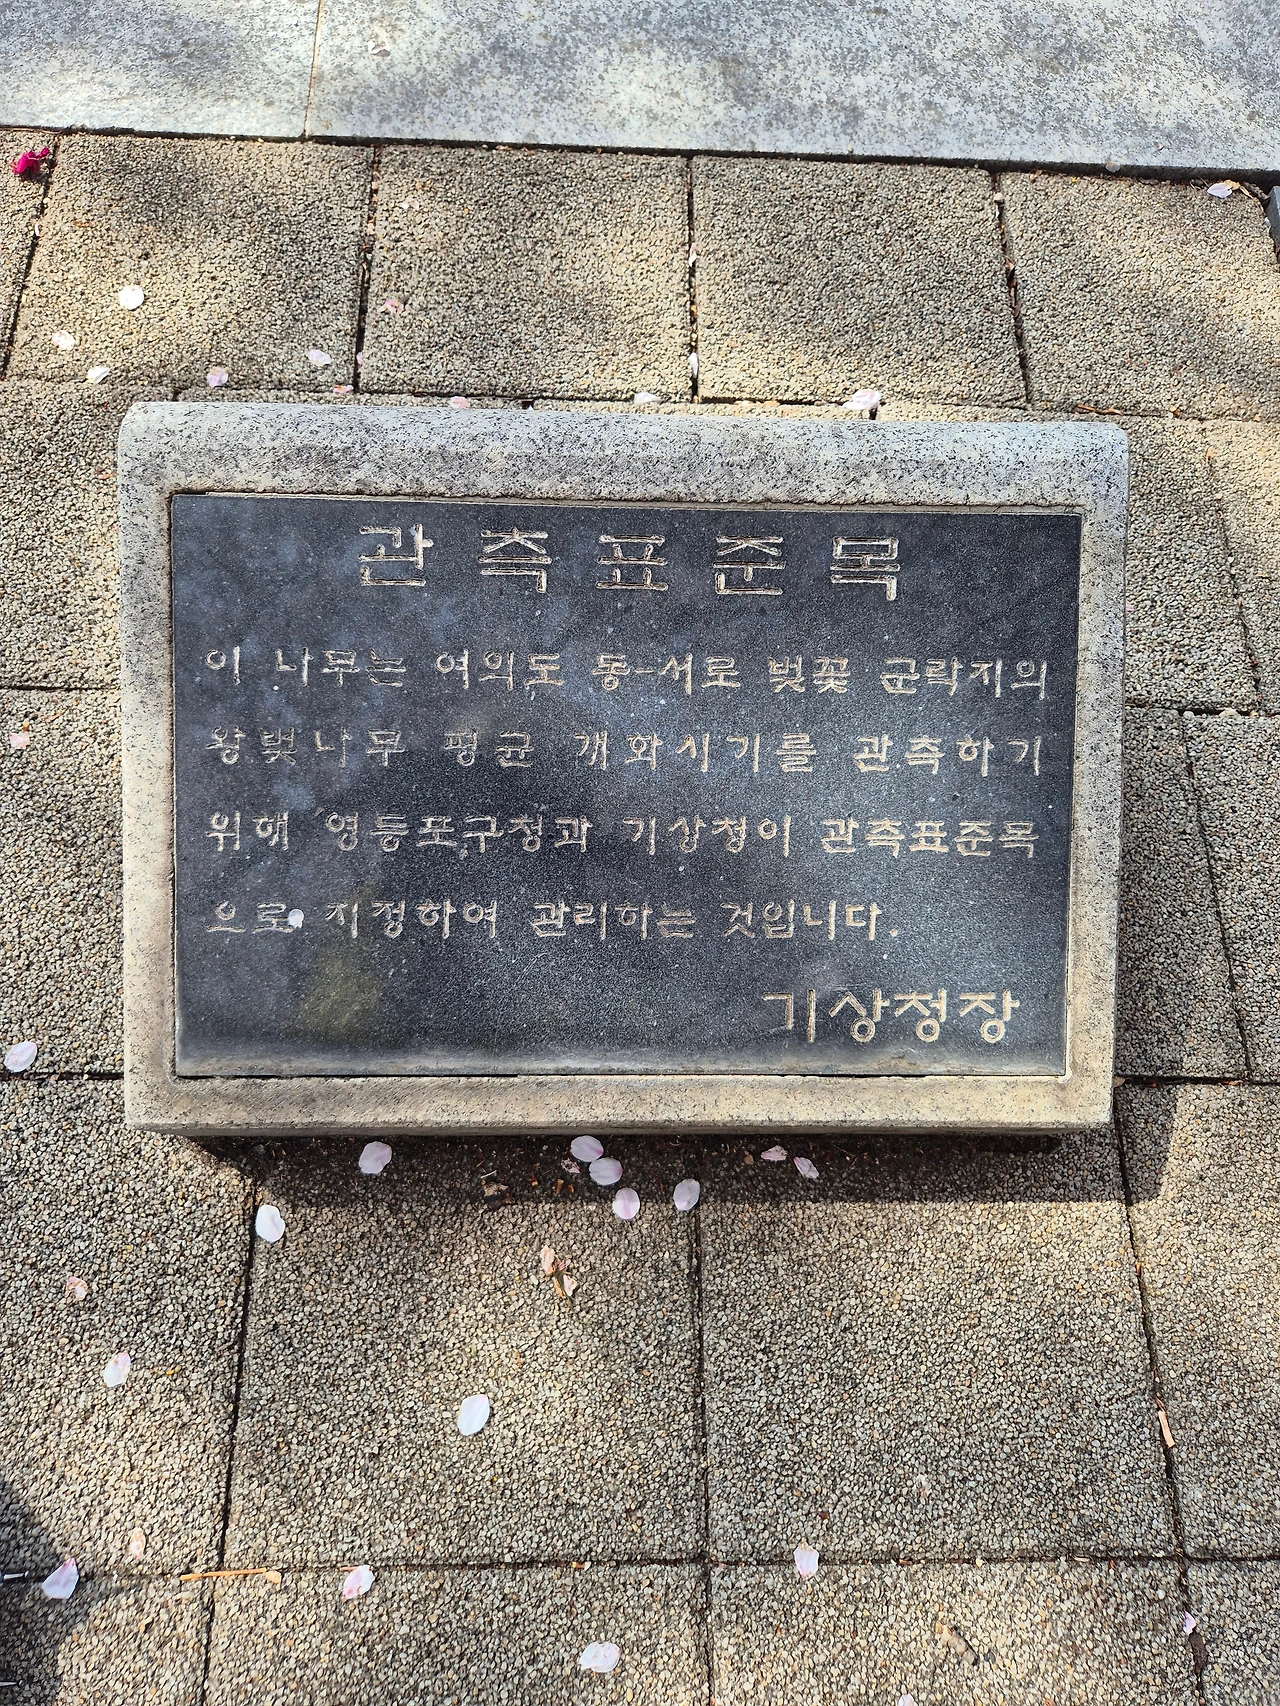 관측표준목
이 나무는 여의도 동-서로 벚꽃 군락지의
왕벚나무 평균 개화시기를 관측하기
위해 영등포구청과 기상청이 관측표준목
으로 지정하여 관리하는 것입니다.
기상청장